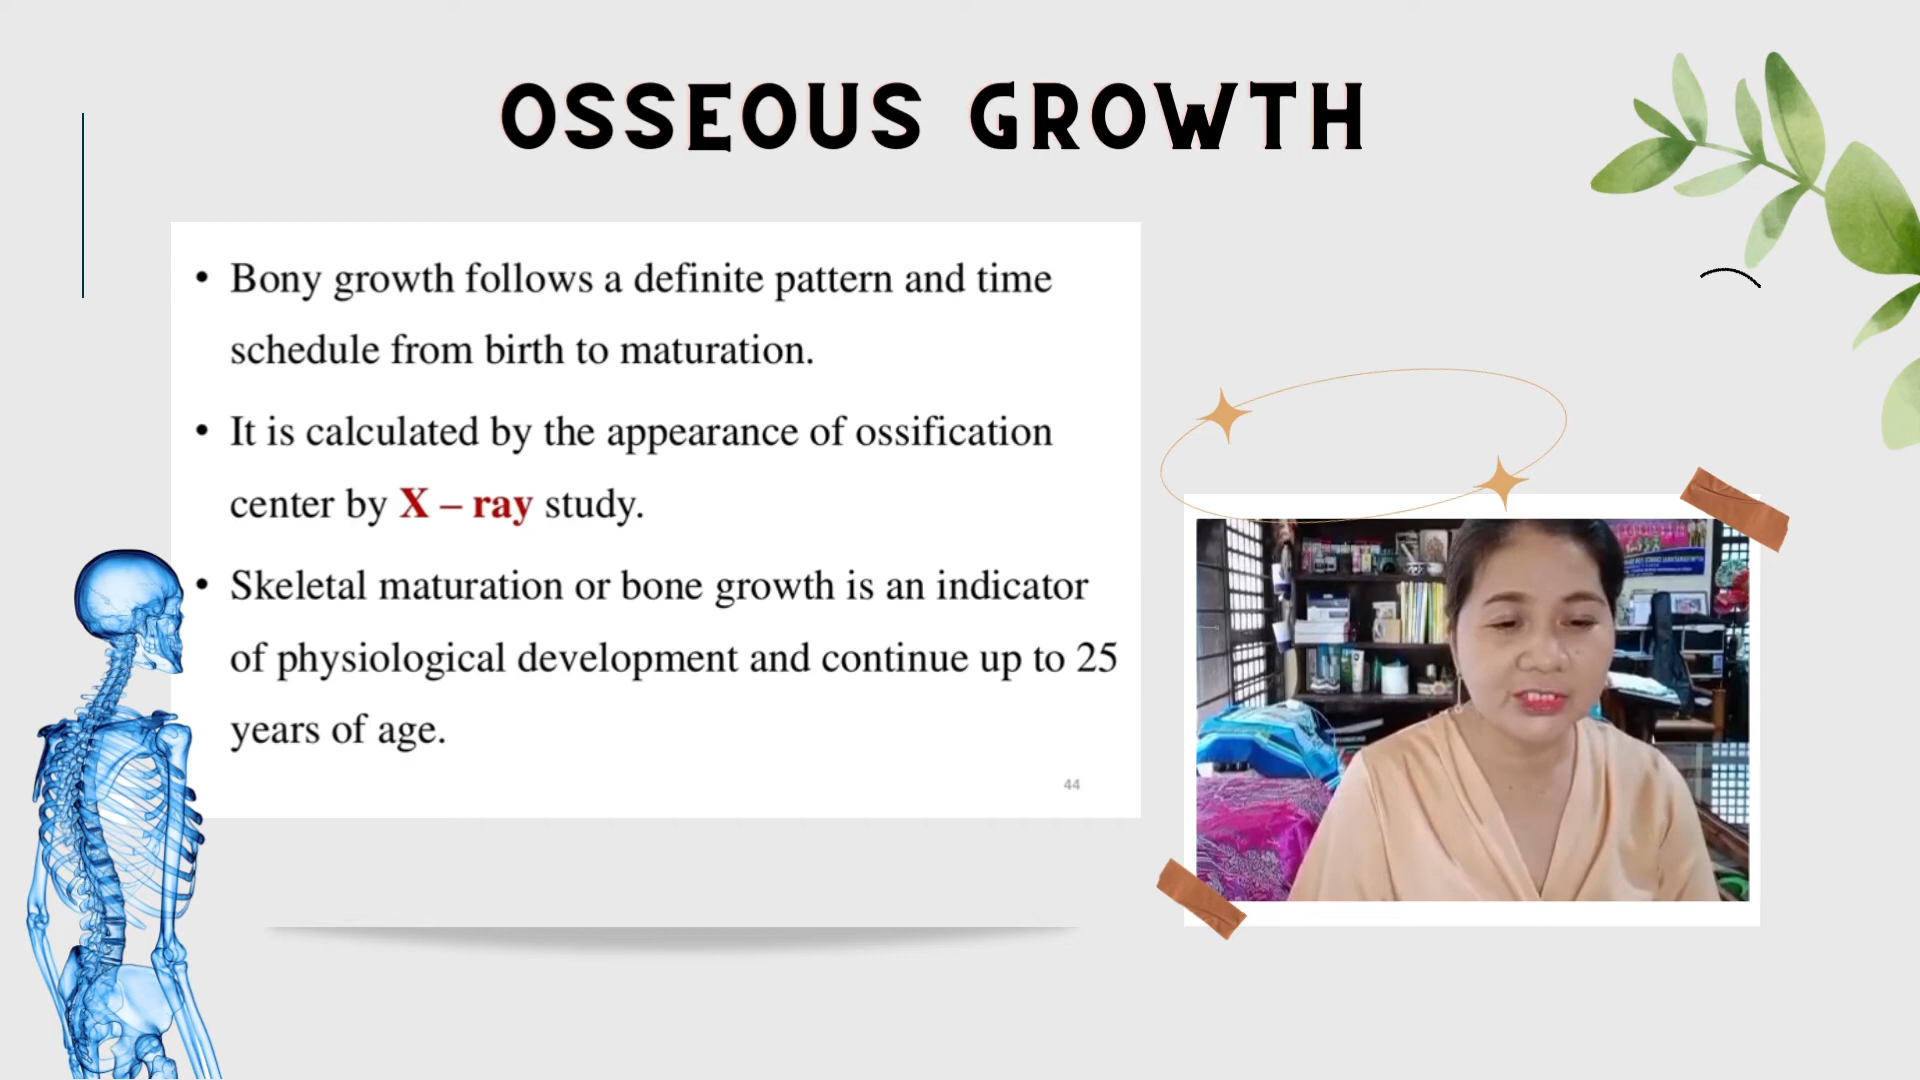 OSSEOUS GROWTH
• Bony growth follows a definite pattern and time
schedule from birth to maturation.
• It is calculated by the appearance of ossification
center by X – ray study.
• Skeletal maturation or bone growth is an indicator
of physiological development and continue up to 25
years of age.
44